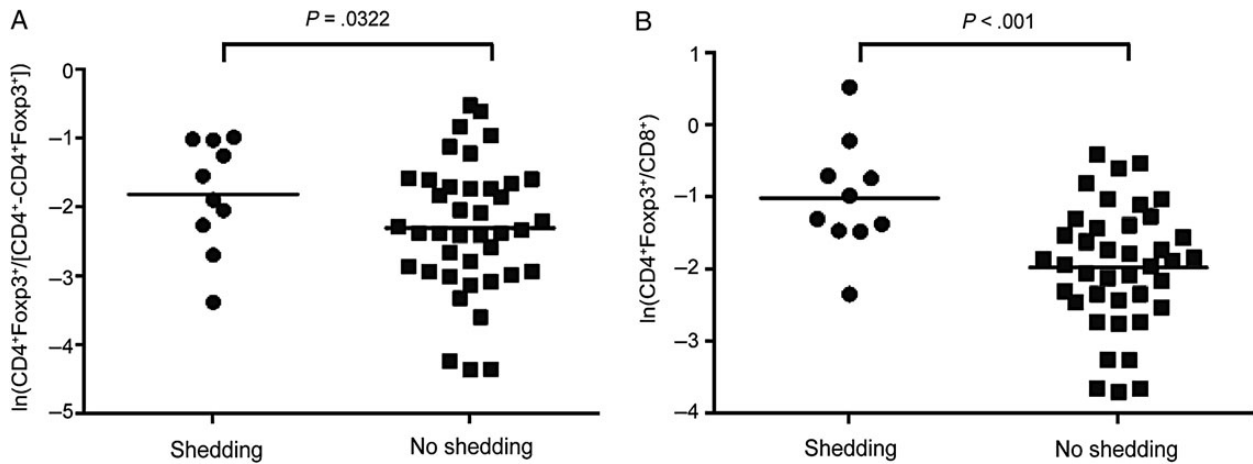 A
P = .0322
ln(CD4⁺Foxp3⁺/[CD4⁺-CD4⁺Foxp3⁺])
0
–1
–2
–3
–4
–5
Shedding
No shedding
B
P < .001
ln(CD4⁺Foxp3⁺/CD8⁺)
1
0
–1
–2
–3
–4
Shedding
No shedding